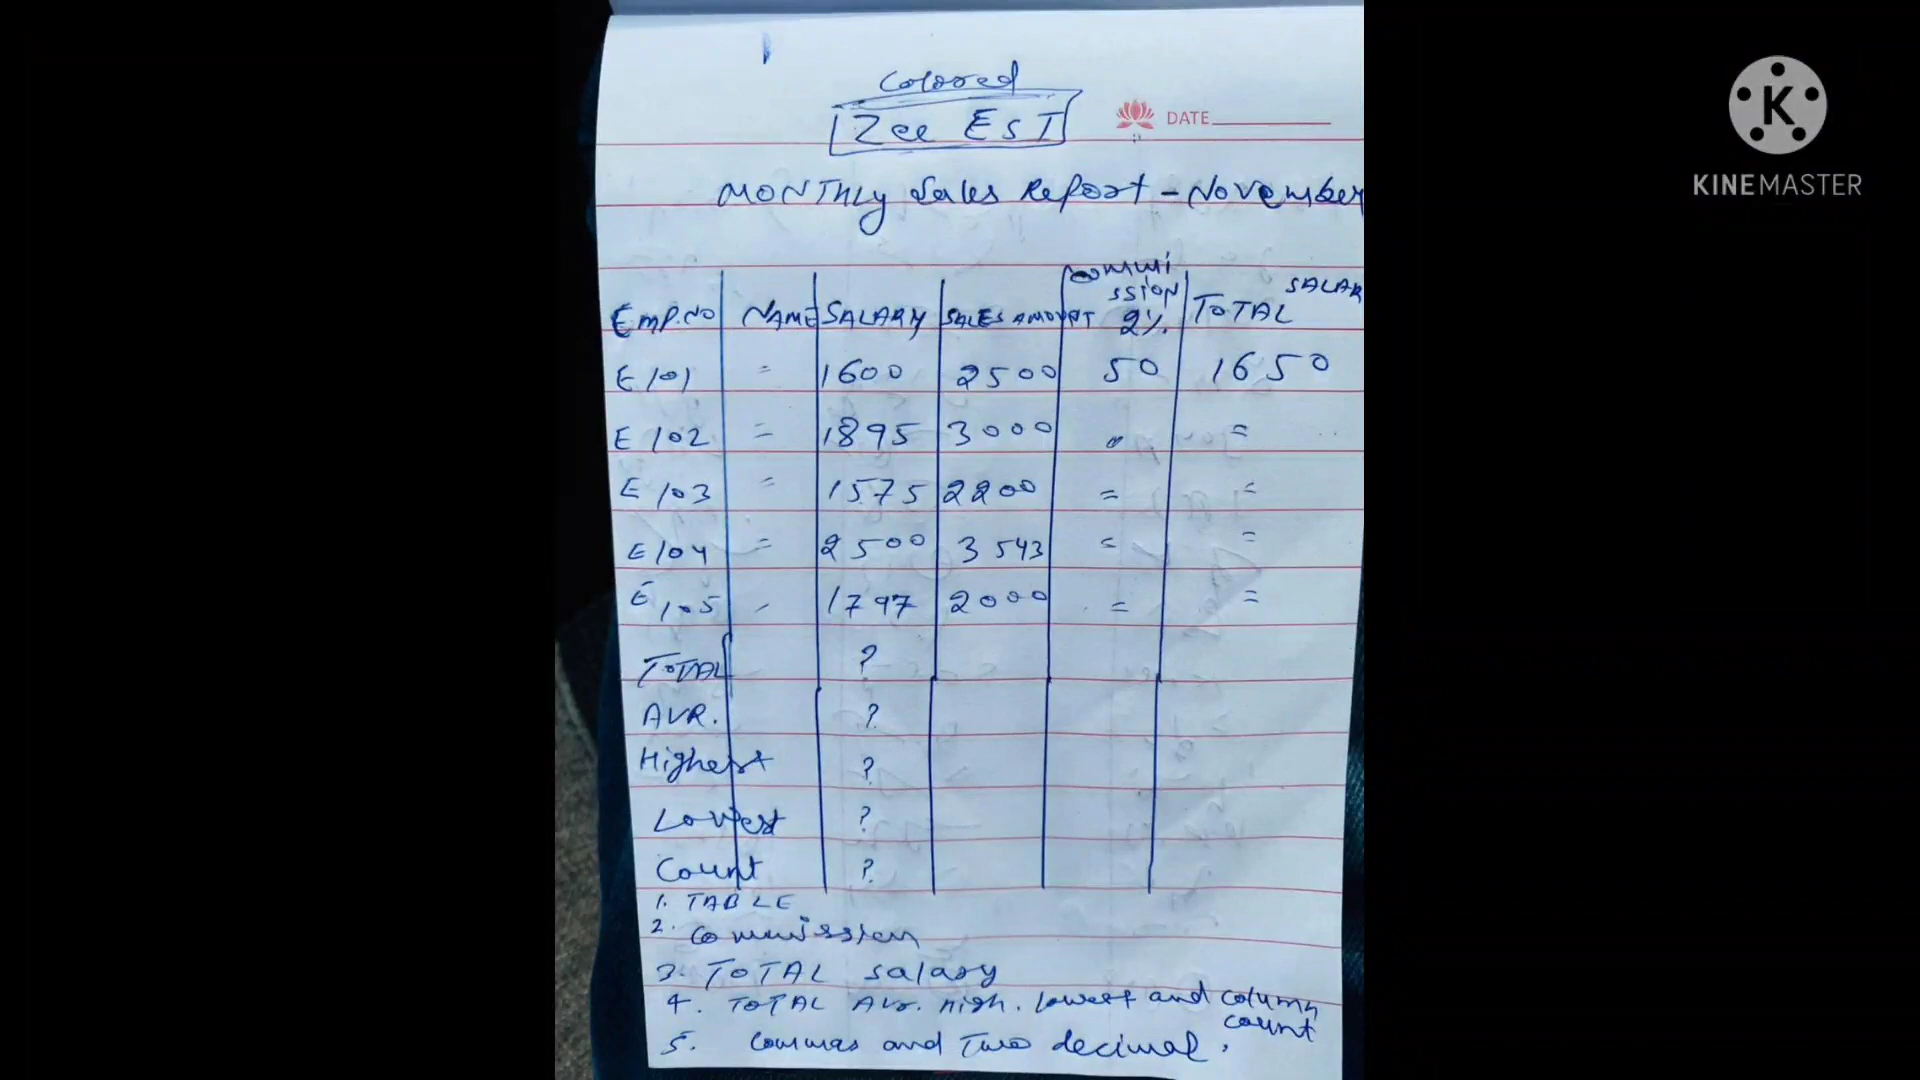 Colored
Zee EST
DATE
MONTHLY Sales Report - November
EMP.NO NAME SALARY SALES AMOUNT Commission 2% TOTAL SALAR
E101 = 1600 2500 50 1650
E102 = 1895 3000 " =
E103 = 1575 2200 = =
E104 = 2500 3543 = =
E105 - 1797 2000 = =
TOTAL ?
AVR. ?
Highest ?
Lowest ?
Count ?
1. TABLE
2. Commission
3. TOTAL salary
4. TOTAL Avr. high. lowest and column count
5. Commas and Two decimal.
K
KINEMASTER